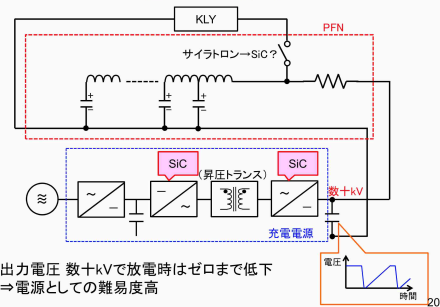 KLY
PFN
サイラトロン→SiC？
+
+
+
SiC
SiC
(昇圧トランス)
数十kV
充電電源
出力電圧 数十kVで放電時はゼロまで低下
⇒電源としての難易度高
電圧
時間
20